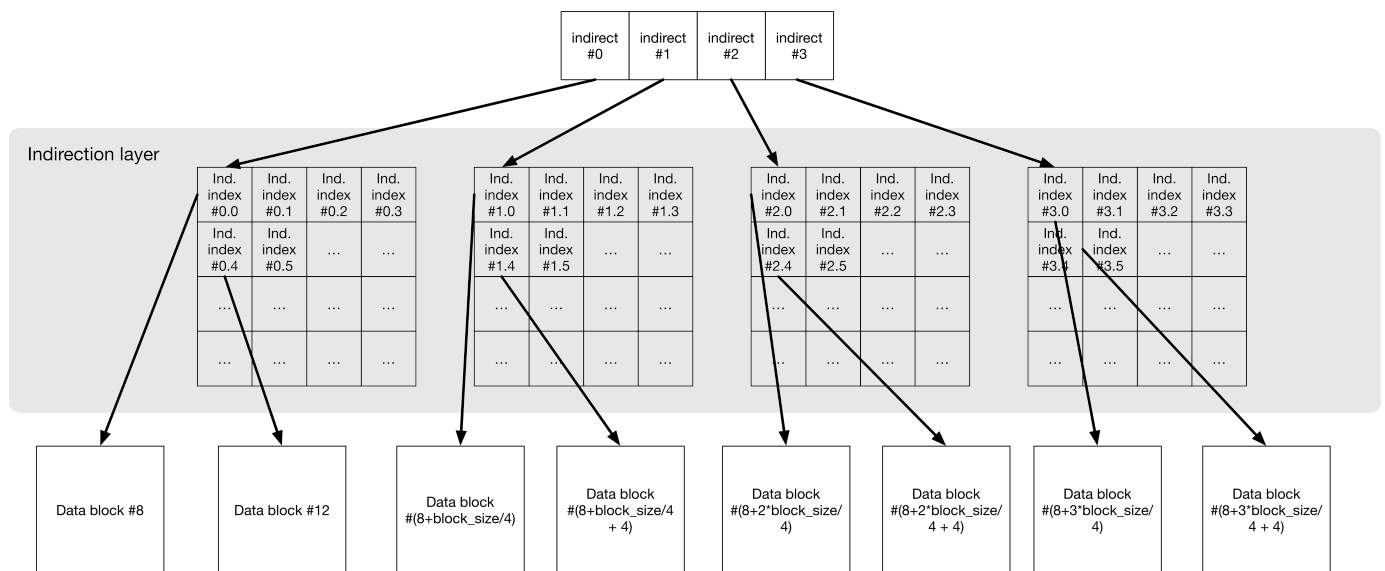 indirect
#0
indirect
#1
indirect
#2
indirect
#3
Indirection layer
Ind.
index
#0.0
Ind.
index
#0.1
Ind.
index
#0.2
Ind.
index
#0.3
Ind.
index
#0.4
Ind.
index
#0.5
...
...
...
...
...
...
...
...
...
...
Ind.
index
#1.0
Ind.
index
#1.1
Ind.
index
#1.2
Ind.
index
#1.3
Ind.
index
#1.4
Ind.
index
#1.5
...
...
...
...
...
...
...
...
...
...
Ind.
index
#2.0
Ind.
index
#2.1
Ind.
index
#2.2
Ind.
index
#2.3
Ind.
index
#2.4
Ind.
index
#2.5
...
...
...
...
...
...
...
...
...
...
Ind.
index
#3.0
Ind.
index
#3.1
Ind.
index
#3.2
Ind.
index
#3.3
Ind.
index
#3.4
Ind.
index
#3.5
...
...
...
...
...
...
...
...
...
...
Data block #8
Data block #12
Data block
#(8+block_size/4)
Data block
#(8+block_size/4
+ 4)
Data block
#(8+2*block_size/
4)
Data block
#(8+2*block_size/
4 + 4)
Data block
#(8+3*block_size/
4)
Data block
#(8+3*block_size/
4 + 4)